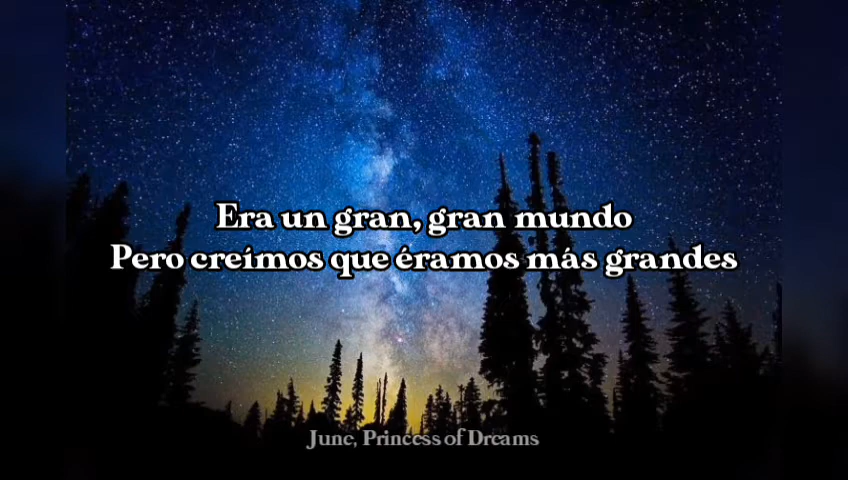 Era un gran, gran mundo
Pero creímos que éramos más grandes
June, Princess of Dreams